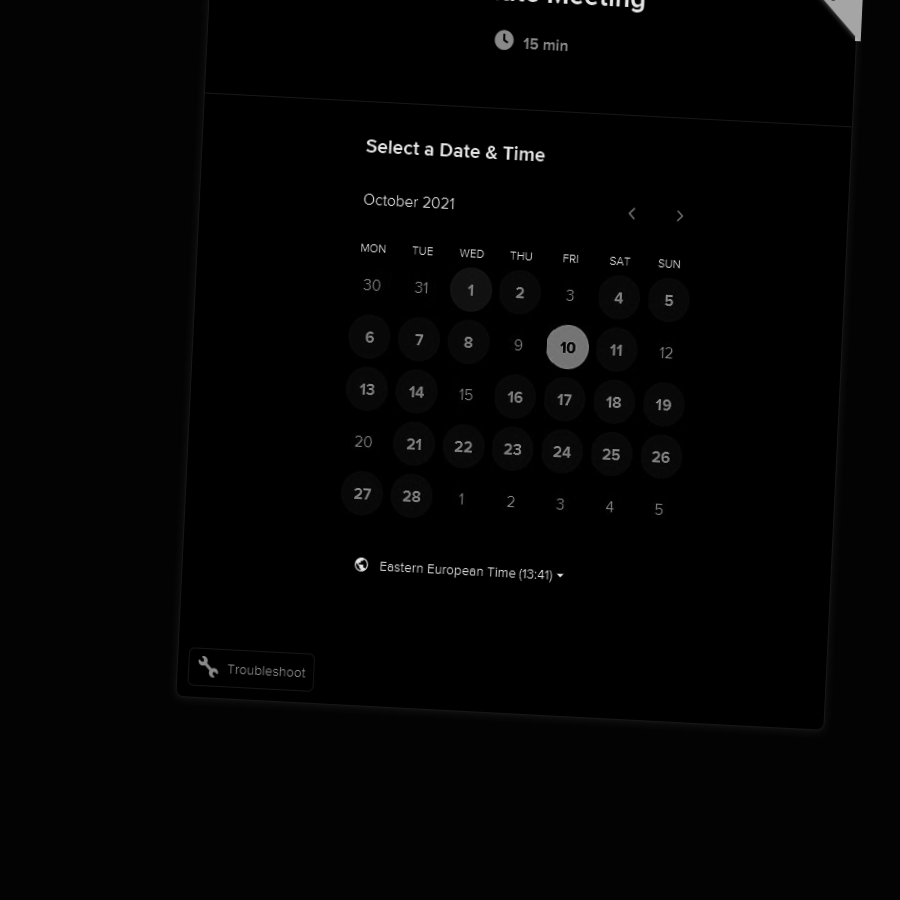 Meeting
15 min
Select a Date & Time
October 2021
MON TUE WED THU FRI SAT SUN
30 31 1 2 3 4 5
6 7 8 9 10 11 12
13 14 15 16 17 18 19
20 21 22 23 24 25 26
27 28 1 2 3 4 5
Eastern European Time (13:41)
Troubleshoot